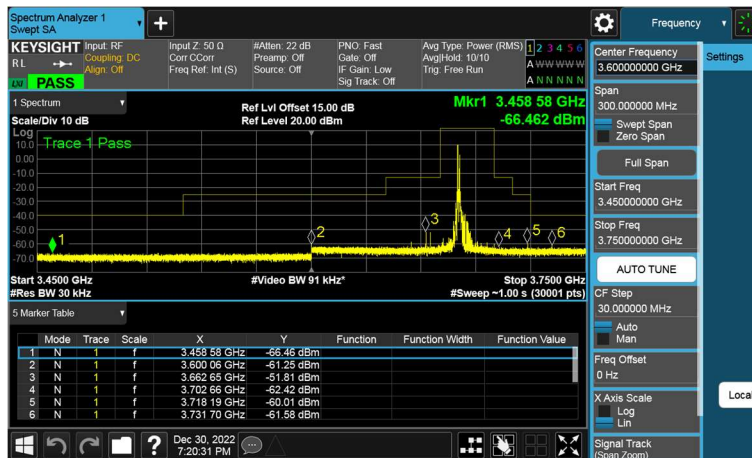 Spectrum Analyzer 1
Swept SA
Frequency
KEYSIGHT
RL
LXI PASS
Input: RF
Coupling: DC
Align: Off
Input Z: 50 Ω
Corr CCorr
Freq Ref: Int (S)
#Atten: 22 dB
Preamp: Off
Source: Off
PNO: Fast
Gate: Off
IF Gain: Low
Sig Track: Off
Avg Type: Power (RMS)
Avg|Hold: 10/10
Trig: Free Run
1 2 3 4 5 6
A W W W W W
A N N N N N
1 Spectrum
Scale/Div 10 dB
Ref Lvl Offset 15.00 dB
Ref Level 20.00 dBm
Mkr1 3.458 58 GHz
-66.462 dBm
Log
Trace 1 Pass
10.0
0.00
-10.0
-20.0
-30.0
-40.0
-50.0
-60.0
-70.0
1
2
3
4
5
6
Start 3.4500 GHz
#Res BW 30 kHz
#Video BW 91 kHz*
Stop 3.7500 GHz
#Sweep ~1.00 s (30001 pts)
5 Marker Table
Mode Trace Scale X Y Function Function Width Function Value
1 N 1 f 3.458 58 GHz -66.46 dBm
2 N 1 f 3.600 06 GHz -61.25 dBm
3 N 1 f 3.662 65 GHz -51.81 dBm
4 N 1 f 3.702 66 GHz -62.42 dBm
5 N 1 f 3.718 19 GHz -60.01 dBm
6 N 1 f 3.731 70 GHz -61.58 dBm
?
Dec 30, 2022
7:20:31 PM
Center Frequency
3.600000000 GHz
Settings
Span
300.000000 MHz
Swept Span
Zero Span
Full Span
Start Freq
3.450000000 GHz
Stop Freq
3.750000000 GHz
AUTO TUNE
CF Step
30.000000 MHz
Auto
Man
Freq Offset
0 Hz
X Axis Scale
Log
Lin
Local
Signal Track
(Span Zoom)